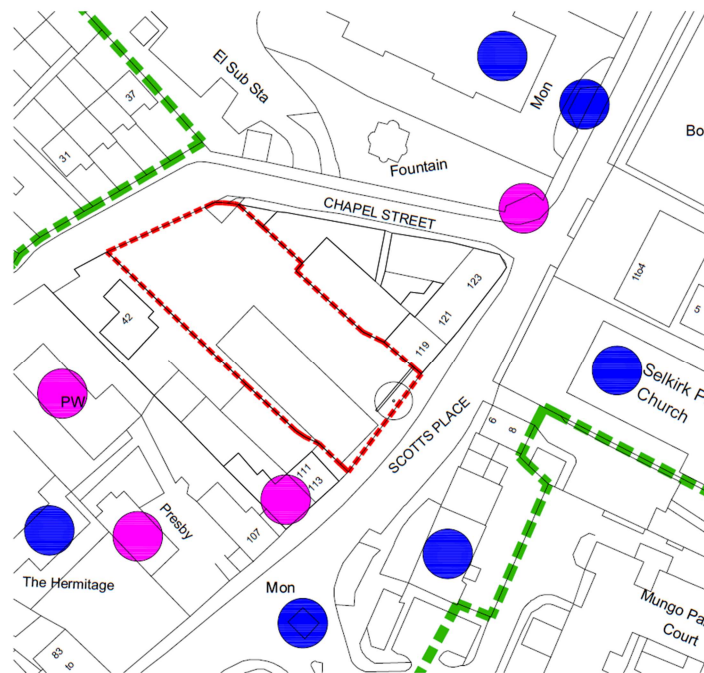 El Sub Sta
37
31
Mon
Bo
Fountain
CHAPEL STREET
123
121
119
1to4
5
42
PW
Selkirk P
Church
SCOTTS PLACE
6
8
111
113
107
Presby
The Hermitage
Mon
Mungo Pa
Court
83
to